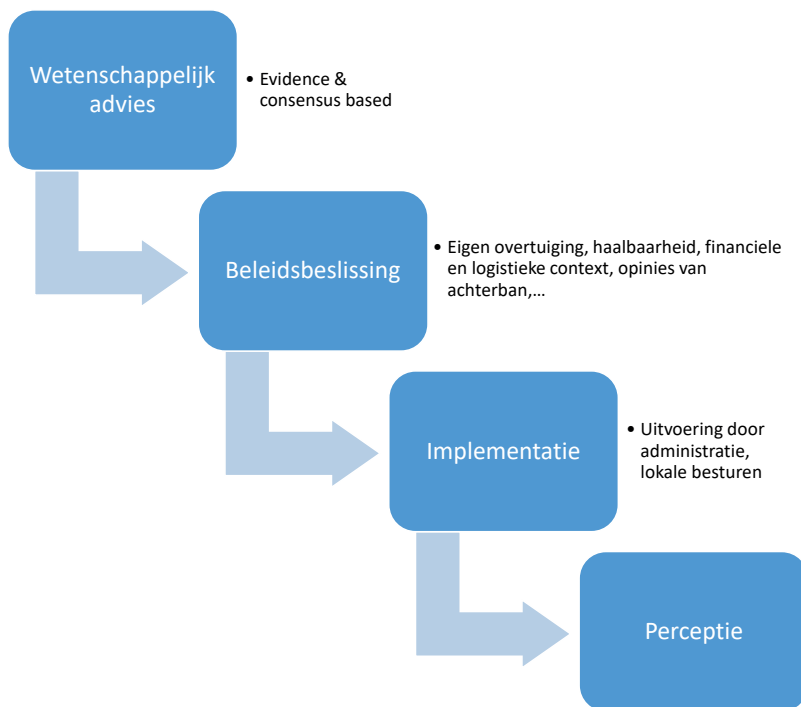 Wetenschappelijk
advies
• Evidence &
consensus based
Beleidsbeslissing
• Eigen overtuiging, haalbaarheid, financiele
en logistieke context, opinies van
achterban,...
Implementatie
• Uitvoering door
administratie,
lokale besturen
Perceptie